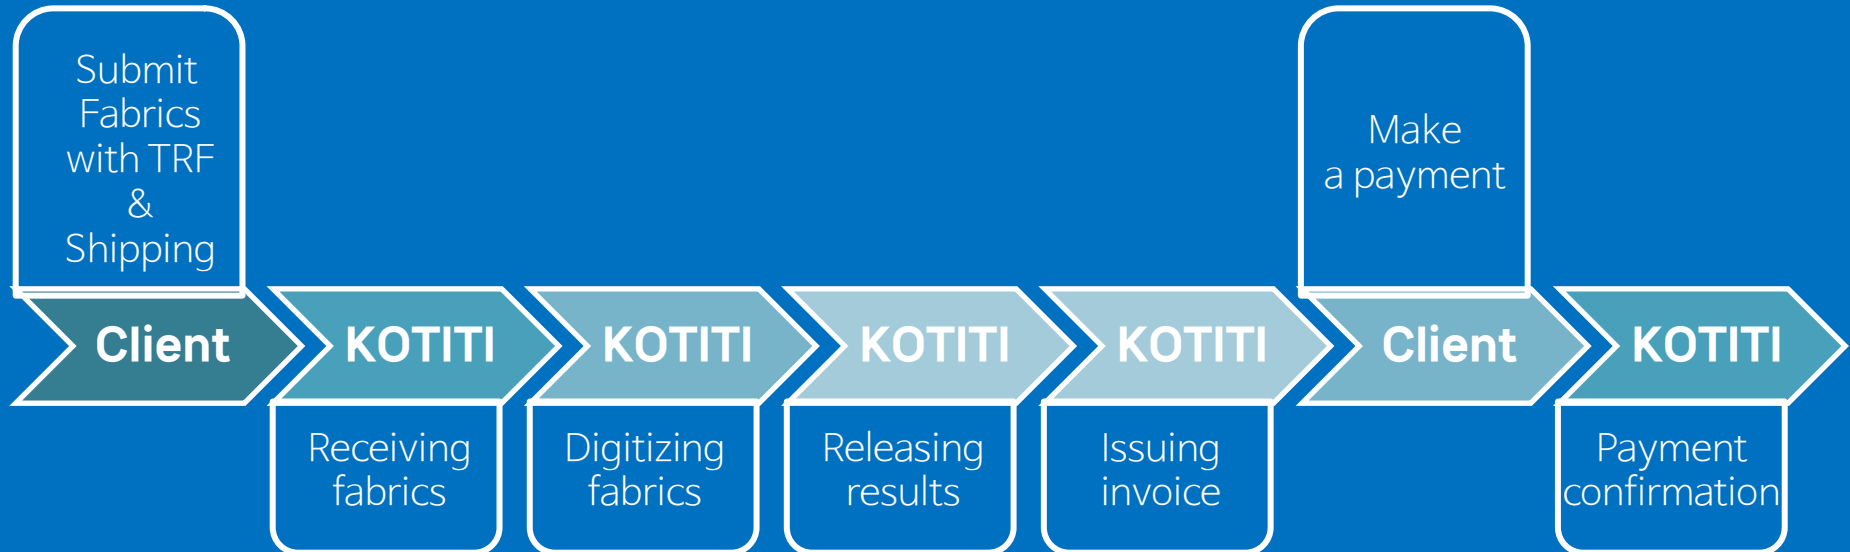 Submit
Fabrics
with TRF
&
Shipping
Make
a payment
Client
KOTITI
KOTITI
KOTITI
KOTITI
Client
KOTITI
Receiving
fabrics
Digitizing
fabrics
Releasing
results
Issuing
invoice
Payment
confirmation